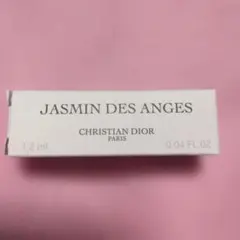 JASMIN DES ANGES
CHRISTIAN DIOR
PARIS
1.2 ml 0.04 FL.OZ